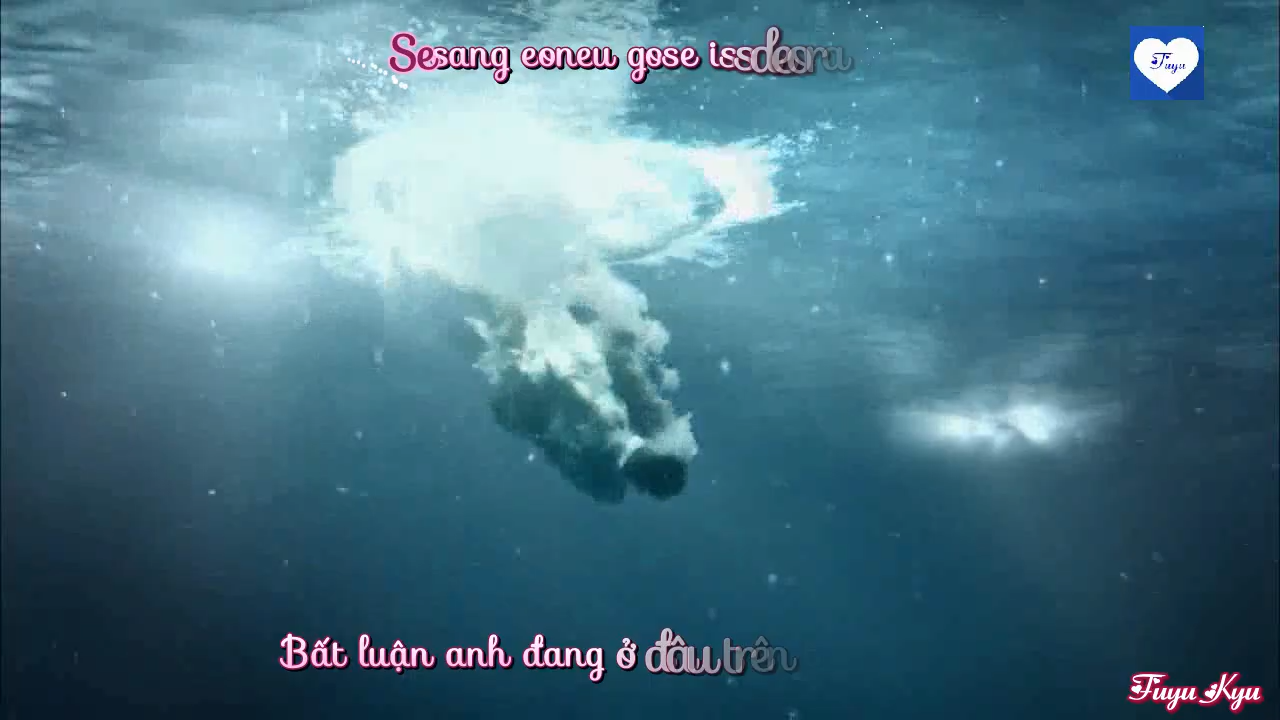 Sesang eoneu gose issdeora
Fuyu
Bất luận anh đang ở đâu trên
Fuyu Kyu